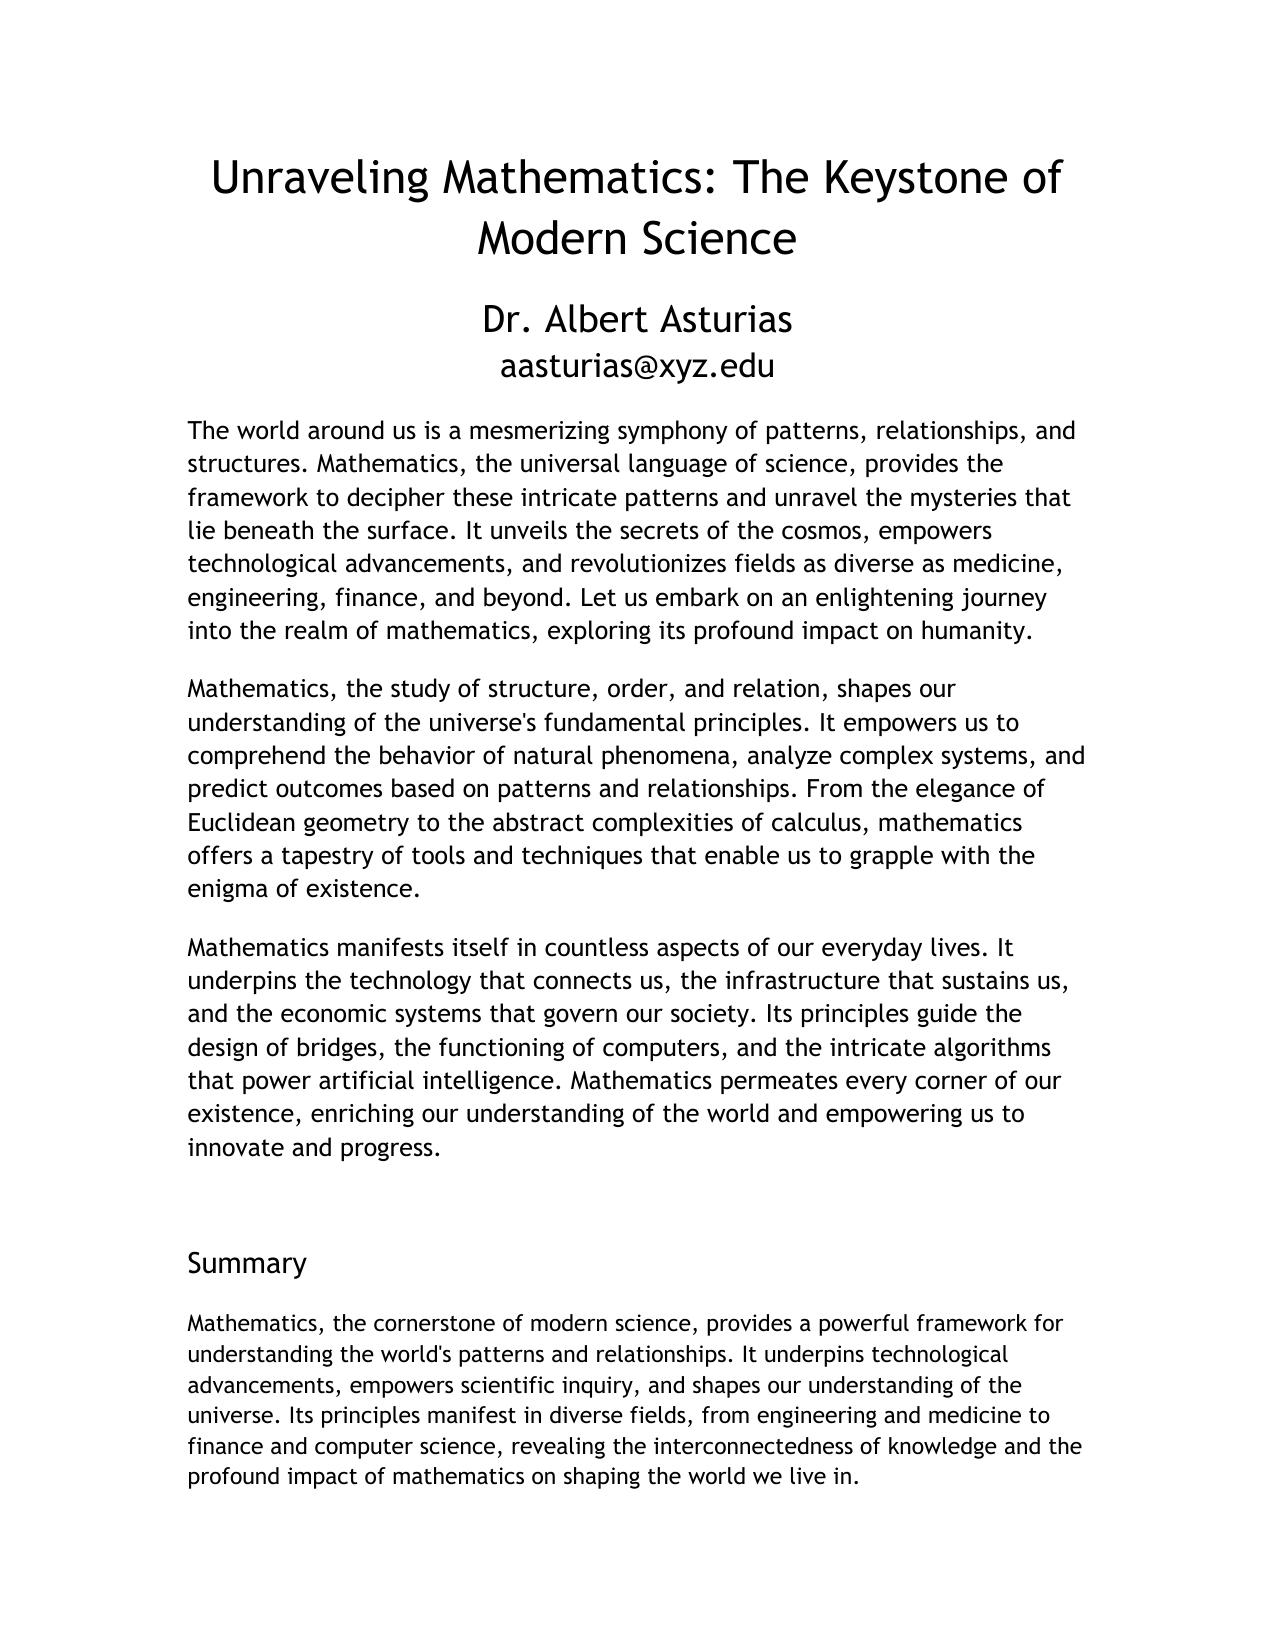 Unraveling Mathematics: The Keystone of
Modern Science
Dr. Albert Asturias
aasturias@xyz.edu
The world around us is a mesmerizing symphony of patterns, relationships, and
structures. Mathematics, the universal language of science, provides the
framework to decipher these intricate patterns and unravel the mysteries that
lie beneath the surface. It unveils the secrets of the cosmos, empowers
technological advancements, and revolutionizes fields as diverse as medicine,
engineering, finance, and beyond. Let us embark on an enlightening journey
into the realm of mathematics, exploring its profound impact on humanity.
Mathematics, the study of structure, order, and relation, shapes our
understanding of the universe's fundamental principles. It empowers us to
comprehend the behavior of natural phenomena, analyze complex systems, and
predict outcomes based on patterns and relationships. From the elegance of
Euclidean geometry to the abstract complexities of calculus, mathematics
offers a tapestry of tools and techniques that enable us to grapple with the
enigma of existence.
Mathematics manifests itself in countless aspects of our everyday lives. It
underpins the technology that connects us, the infrastructure that sustains us,
and the economic systems that govern our society. Its principles guide the
design of bridges, the functioning of computers, and the intricate algorithms
that power artificial intelligence. Mathematics permeates every corner of our
existence, enriching our understanding of the world and empowering us to
innovate and progress.
Summary
Mathematics, the cornerstone of modern science, provides a powerful framework for
understanding the world's patterns and relationships. It underpins technological
advancements, empowers scientific inquiry, and shapes our understanding of the
universe. Its principles manifest in diverse fields, from engineering and medicine to
finance and computer science, revealing the interconnectedness of knowledge and the
profound impact of mathematics on shaping the world we live in.